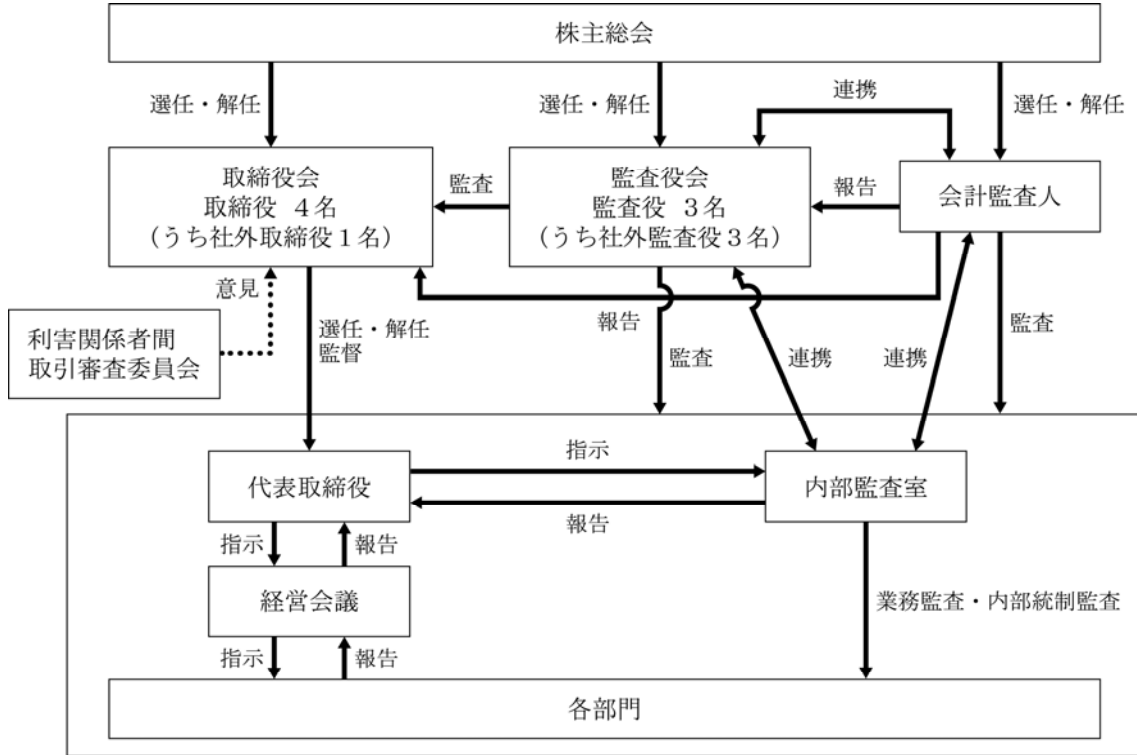 株主総会
選任・解任
選任・解任
連携
選任・解任
取締役会
取締役 4名
（うち社外取締役1名）
監査
監査役会
監査役 3名
（うち社外監査役3名）
報告
会計監査人
意見
利害関係者間
取引審査委員会
選任・解任
監督
報告
監査
連携
連携
監査
代表取締役
指示
報告
内部監査室
指示
報告
経営会議
業務監査・内部統制監査
指示
報告
各部門